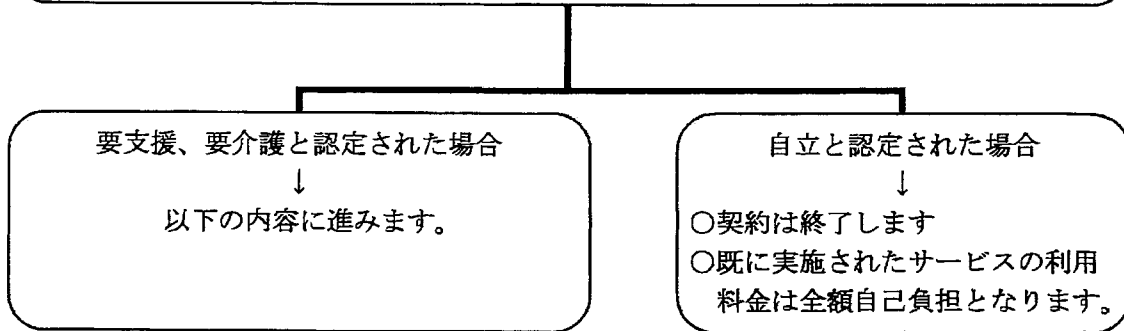 要支援、要介護と認定された場合
↓
以下の内容に進みます。
自立と認定された場合
↓
○契約は終了します
○既に実施されたサービスの利用
料金は全額自己負担となります。